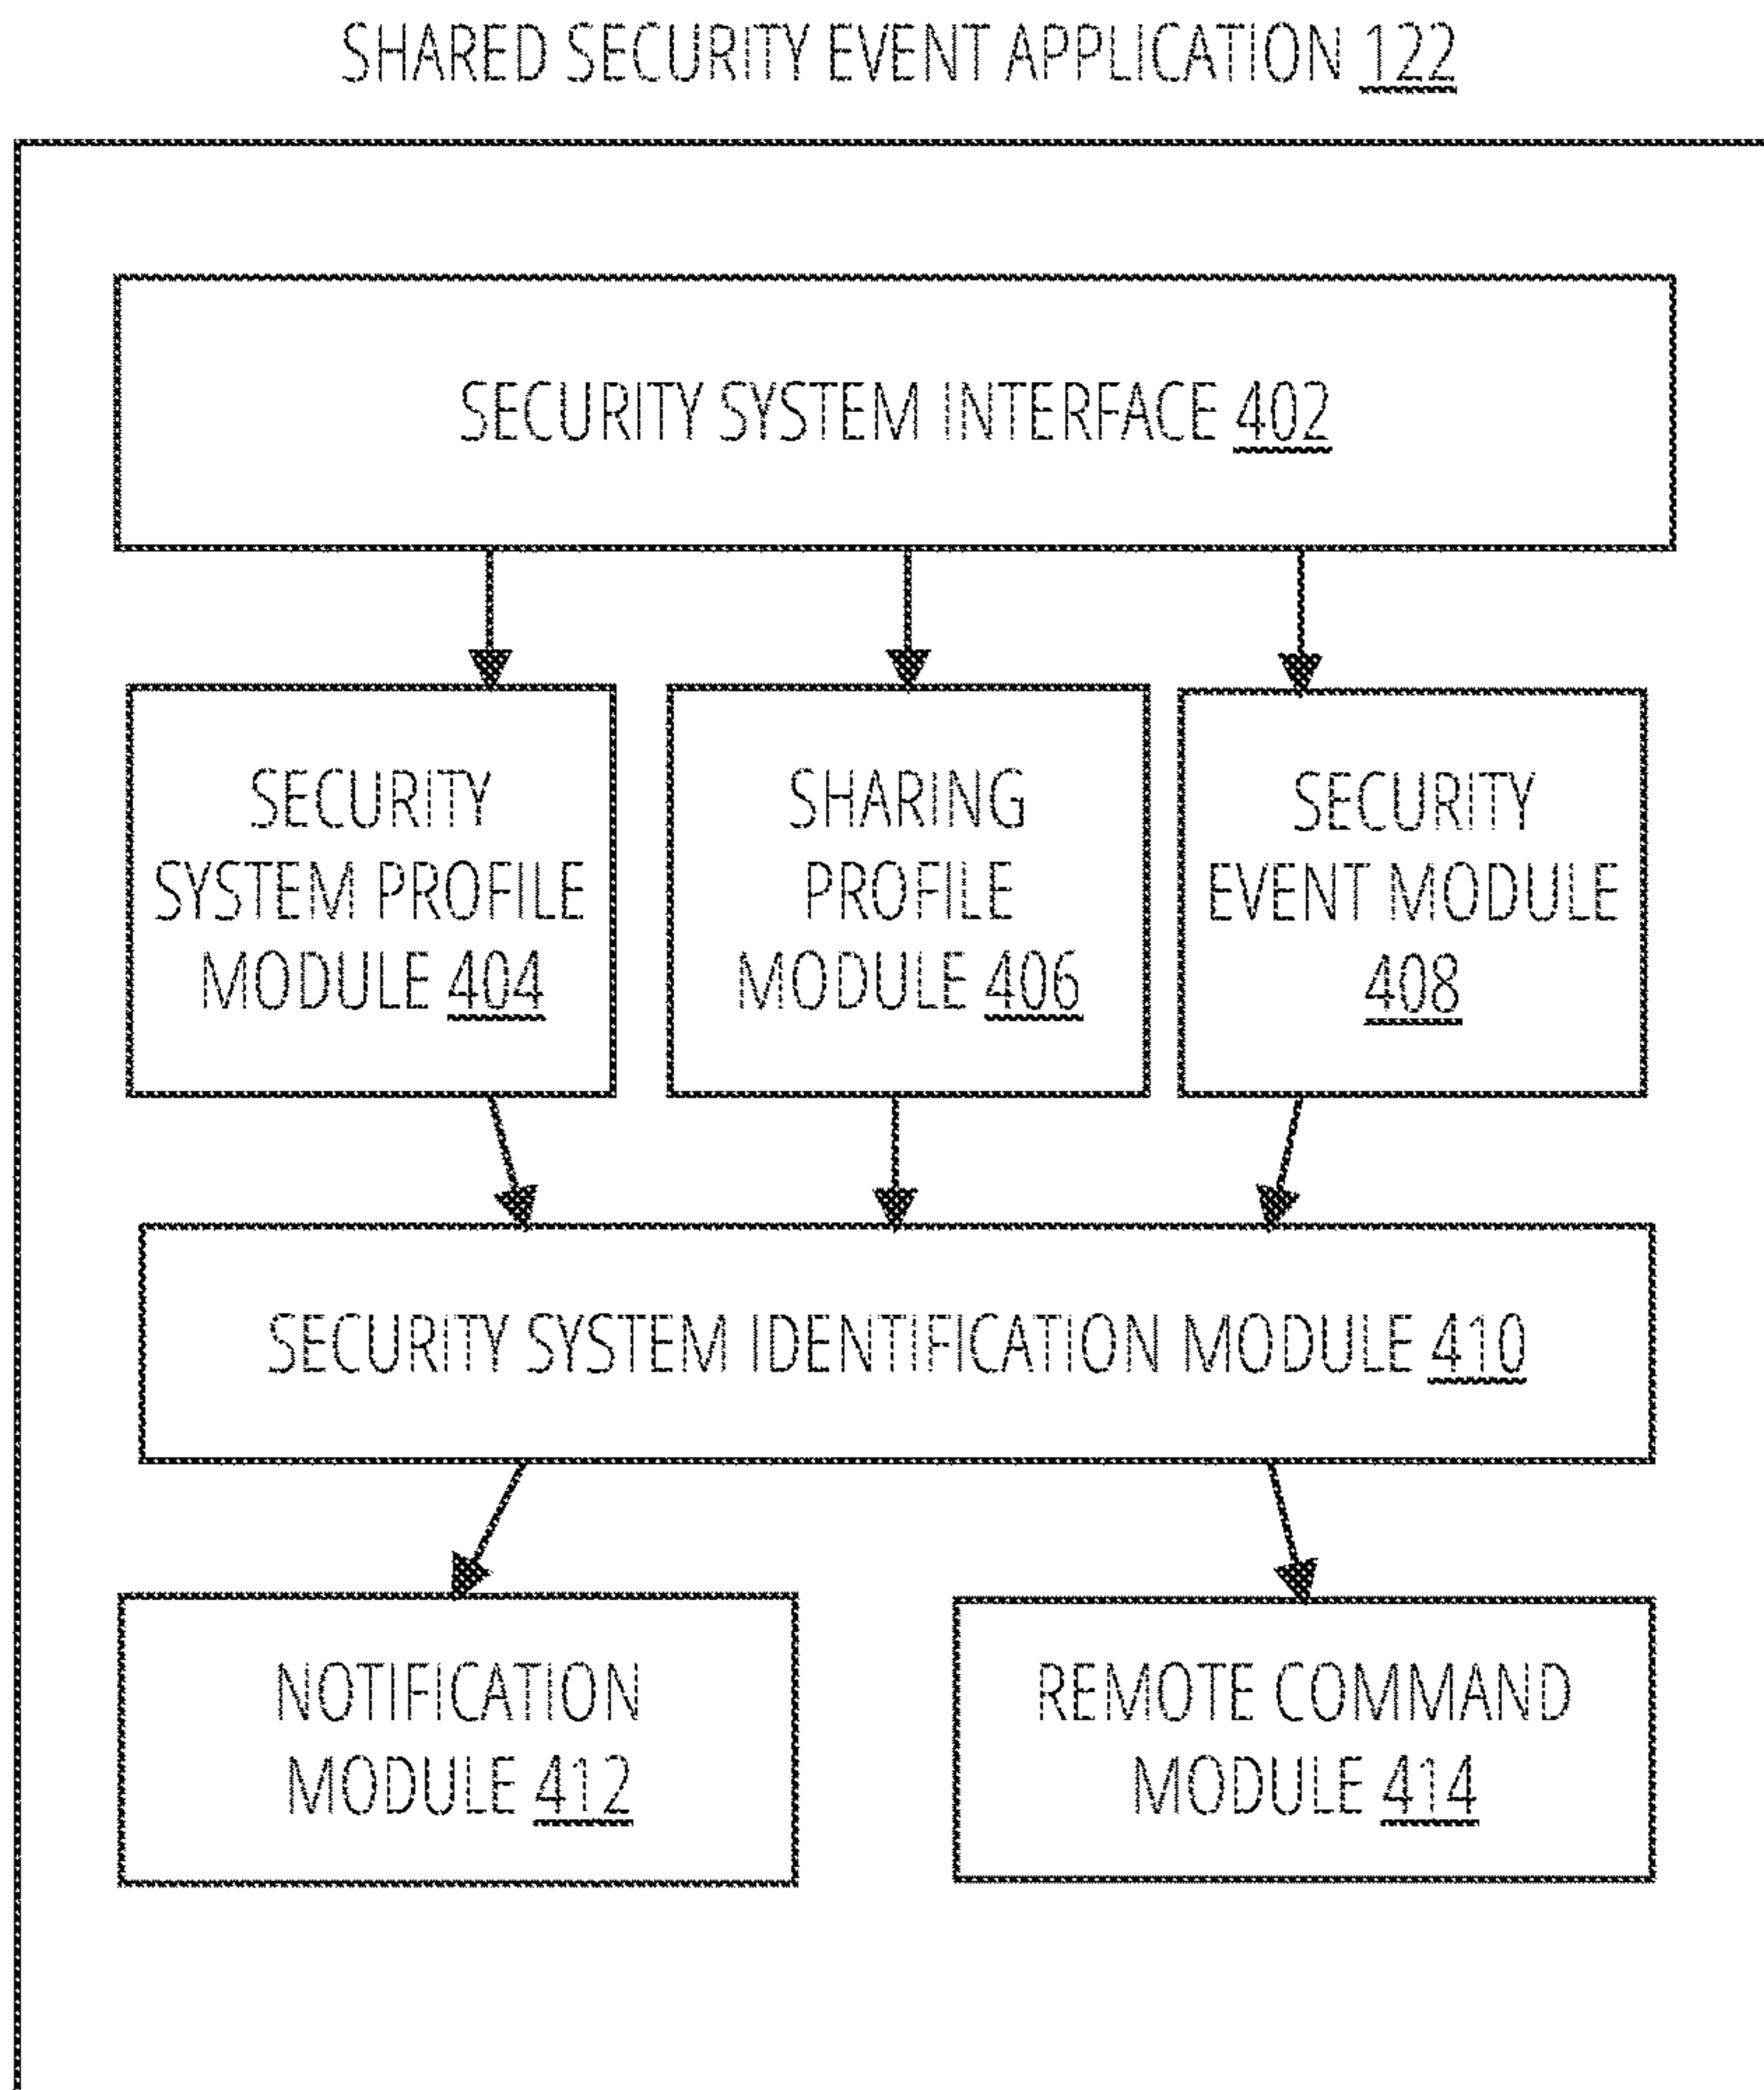 SHARED SECURITY EVENT APPLICATION 122
SECURITY SYSTEM INTERFACE 402
SECURITY
SYSTEM PROFILE
MODULE 404
SHARING
PROFILE
MODULE 406
SECURITY
EVENT MODULE
408
SECURITY SYSTEM IDENTIFICATION MODULE 410
NOTIFICATION
MODULE 412
REMOTE COMMAND
MODULE 414